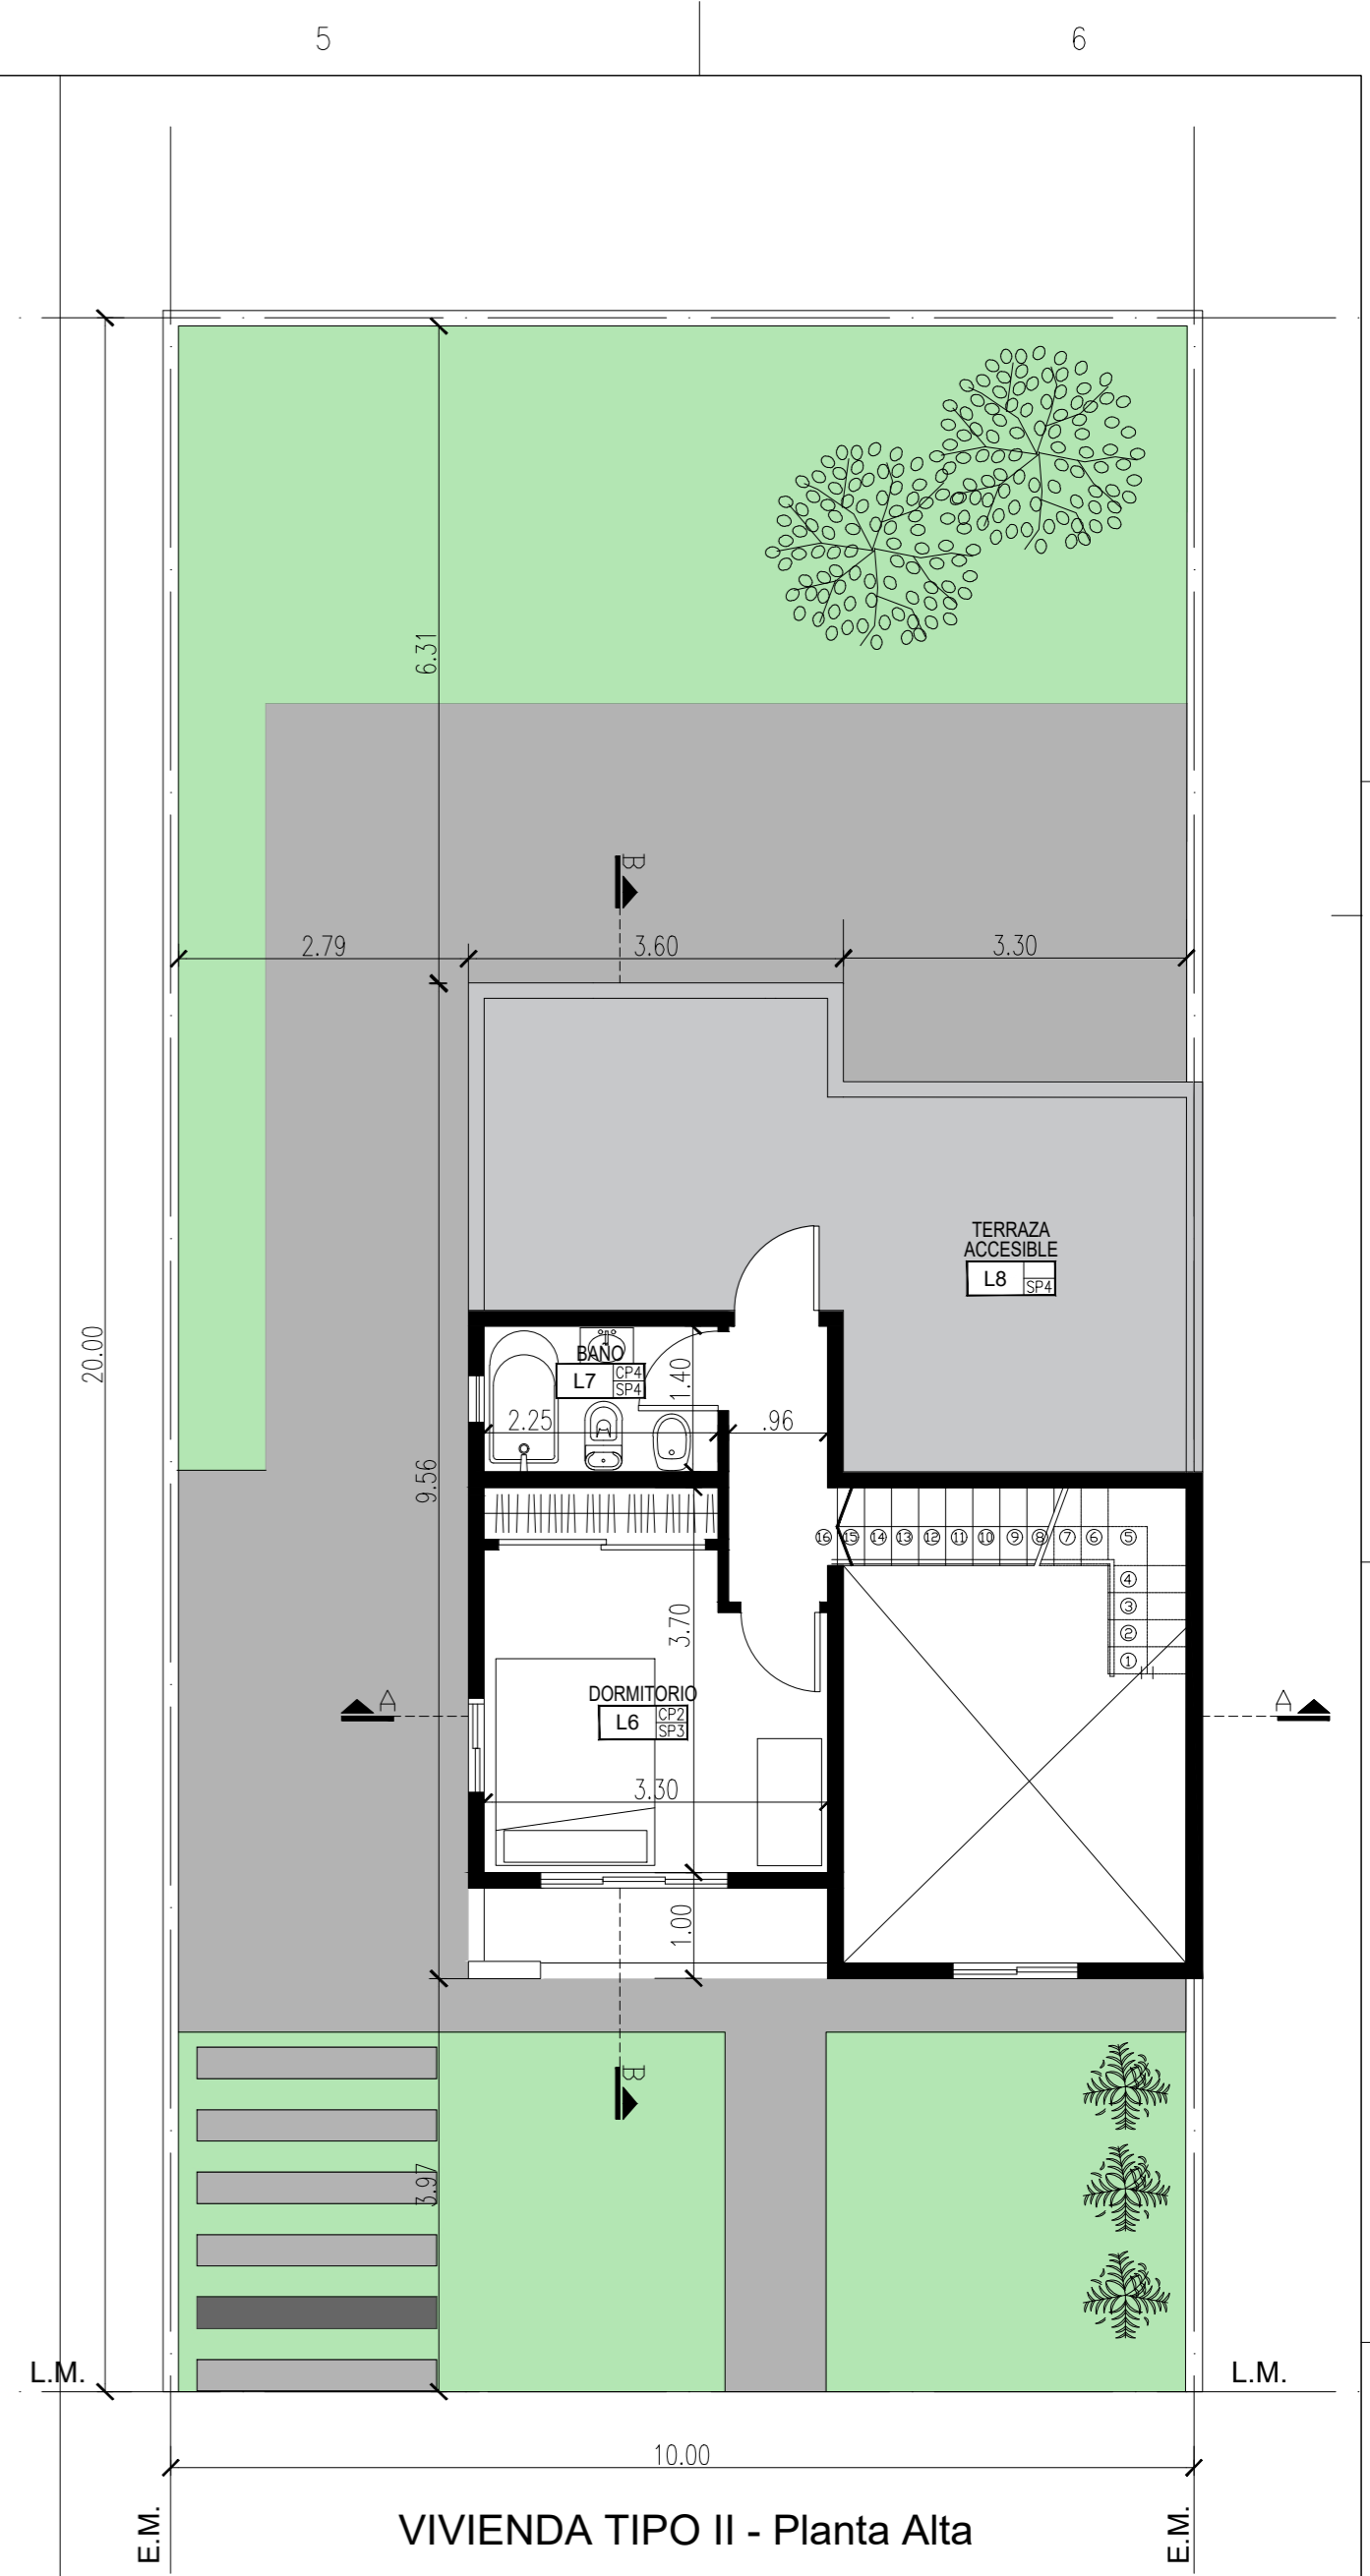 5
6
6.31
B
2.79
3.60
3.30
TERRAZA
ACCESIBLE
L8
SP4
20.00
BAÑO
L7
CP4
SP4
1.40
2.25
.96
9.56
16
15
14
13
12
11
10
9
8
7
6
5
4
3
2
1
3.70
DORMITORIO
L6
CP2
SP3
A
A
3.30
1.00
B
3.97
L.M.
L.M.
10.00
E.M.
E.M.
VIVIENDA TIPO II - Planta Alta